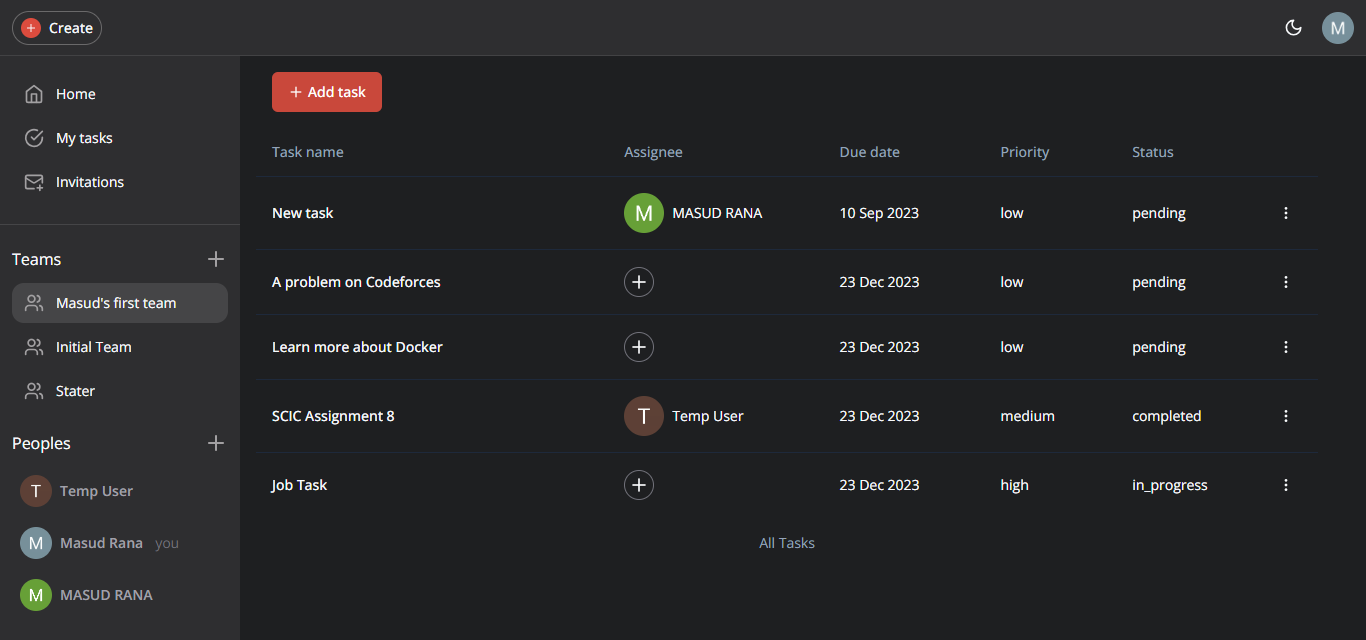 Create
M
Home
My tasks
Invitations
Teams
Masud's first team
Initial Team
Stater
Peoples
T Temp User
M Masud Rana you
M MASUD RANA
Add task
Task name Assignee Due date Priority Status
New task M MASUD RANA 10 Sep 2023 low pending
A problem on Codeforces 23 Dec 2023 low pending
Learn more about Docker 23 Dec 2023 low pending
SCIC Assignment 8 T Temp User 23 Dec 2023 medium completed
Job Task 23 Dec 2023 high in_progress
All Tasks